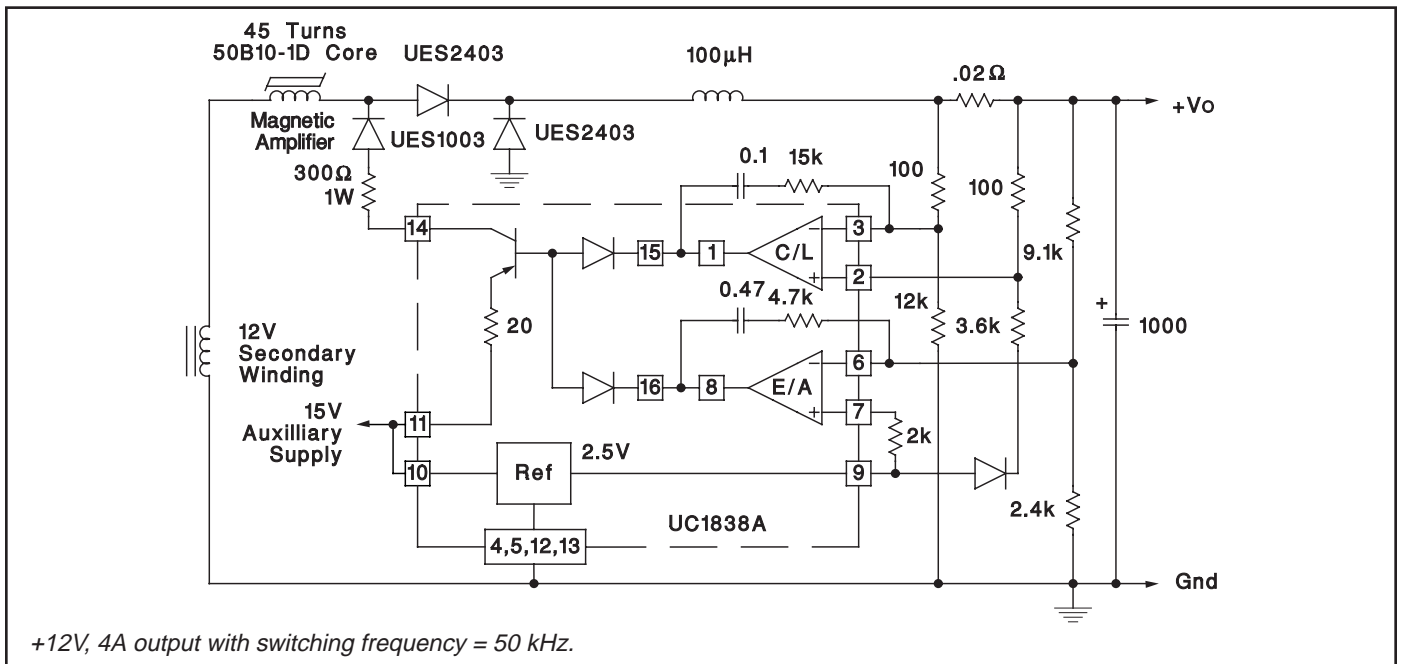 45 Turns
50B10-1D Core
UES2403
100µH
.02Ω
+Vo
Magnetic
Amplifier
UES1003
UES2403
300Ω
1W
0.1
15k
100
100
14
15
1
C/L
−
+
3
2
9.1k
0.47
4.7k
12k
3.6k
+
1000
20
12V
Secondary
Winding
16
8
E/A
−
+
6
7
15V
Auxilliary
Supply
11
2k
10
Ref
2.5V
9
2.4k
UC1838A
4,5,12,13
Gnd
+12V, 4A output with switching frequency = 50 kHz.